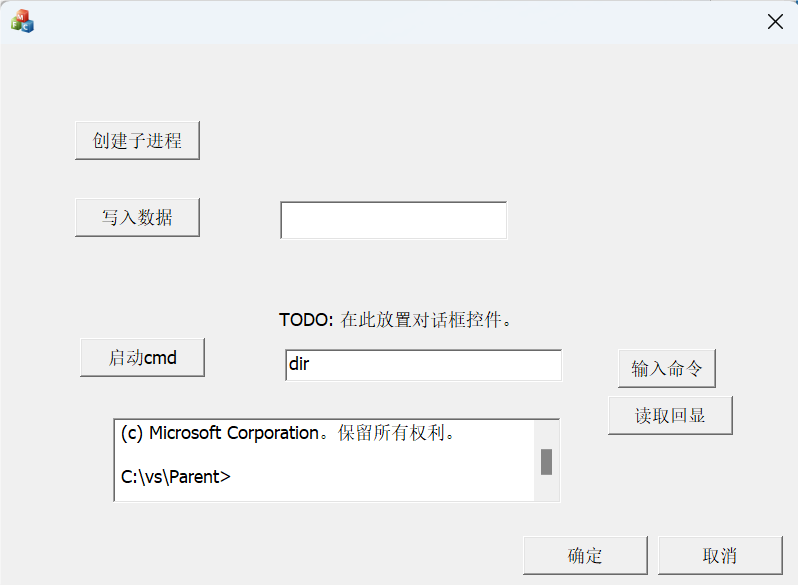 创建子进程
写入数据
TODO: 在此放置对话框控件。
启动cmd
dir
输入命令
读取回显
(c) Microsoft Corporation。保留所有权利。
C:\vs\Parent>
确定
取消